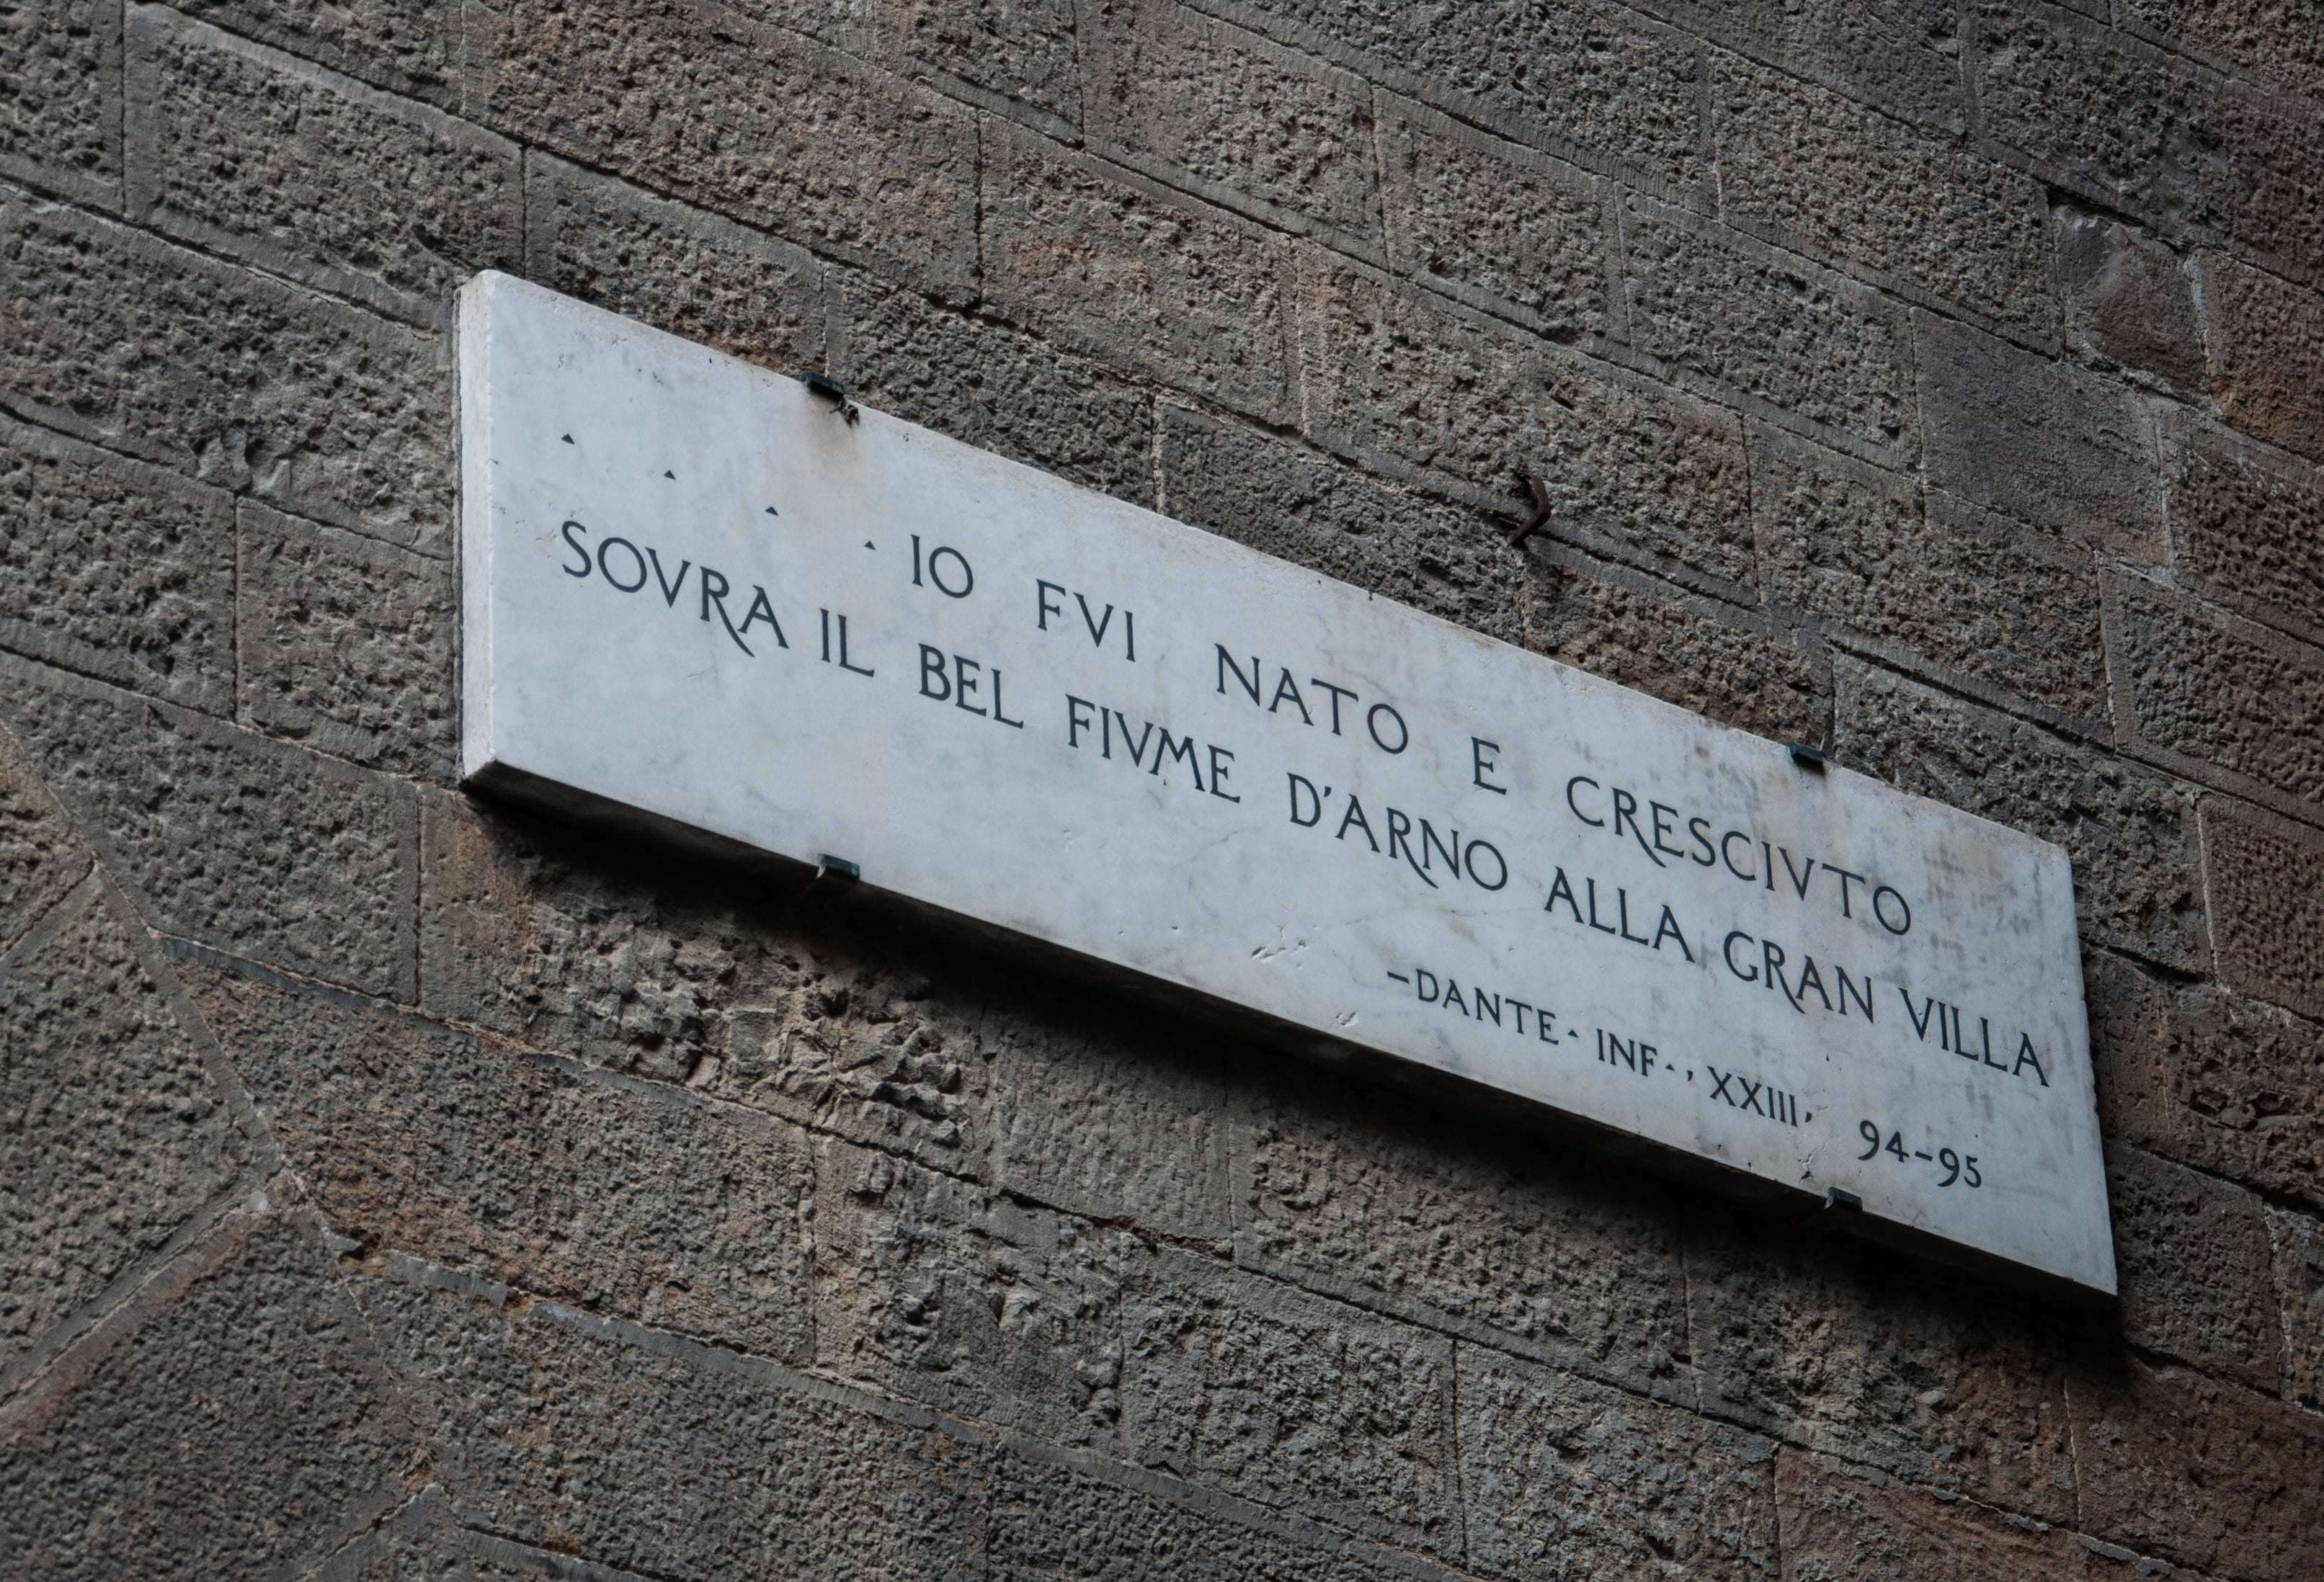 . . . . IO FVI NATO E CRESCIVTO
SOVRA IL BEL FIVME D'ARNO ALLA GRAN VILLA
-DANTE· INF·, XXIII, 94-95